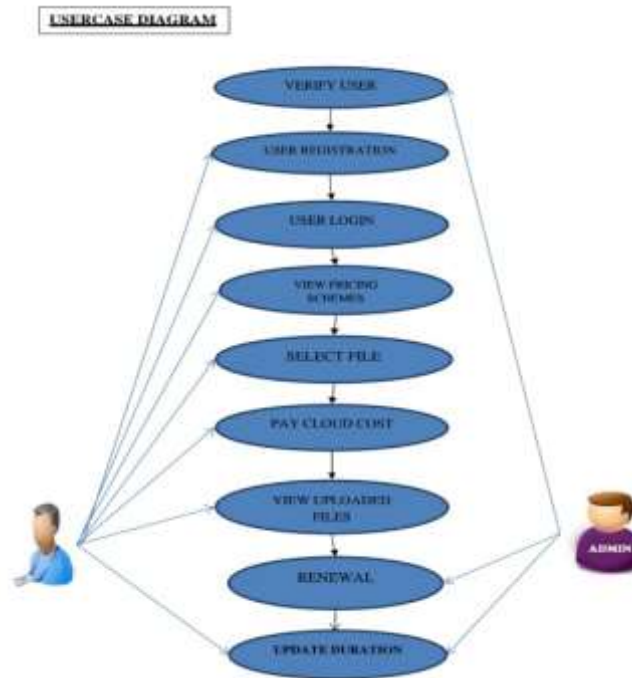 USERCASE DIAGRAM
VERIFY USER
USER REGISTRATION
USER LOGIN
VIEW PRICING
SCHEMES
SELECT FILE
PAY CLOUD COST
VIEW UPLOADED
FILES
ADMIN
RENEWAL
UPDATE DURATION